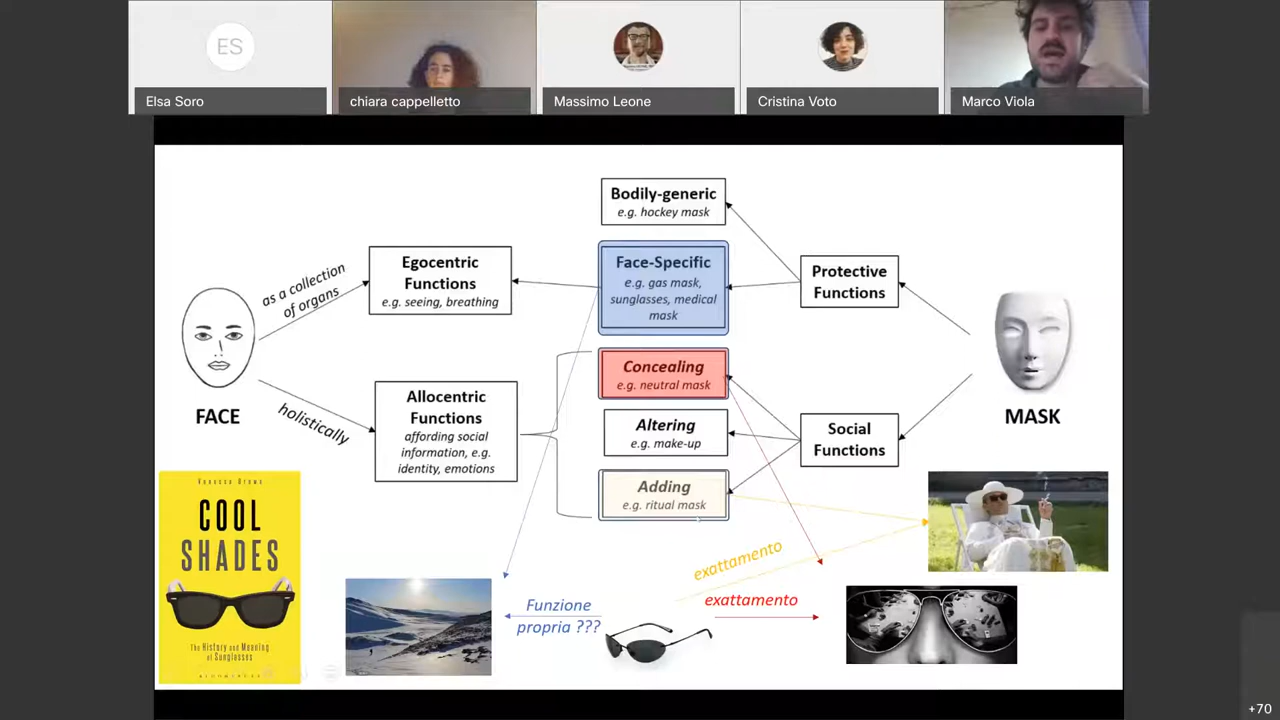 ES
Elsa Soro
chiara cappelletto
Massimo Leone
Cristina Voto
Marco Viola
Bodily-generic
e.g. hockey mask
Egocentric
Functions
e.g. seeing, breathing
Face-Specific
e.g. gas mask,
sunglasses, medical
mask
Protective
Functions
as a collection
of organs
FACE
holistically
Allocentric
Functions
affording social
information, e.g.
identity, emotions
Concealing
e.g. neutral mask
Altering
e.g. make-up
Adding
e.g. ritual mask
Social
Functions
MASK
Vanessa Brown
COOL
SHADES
The History and Meaning
of Sunglasses
BLOOMSBURY
Funzione
propria ???
exattamento
exattamento
+70